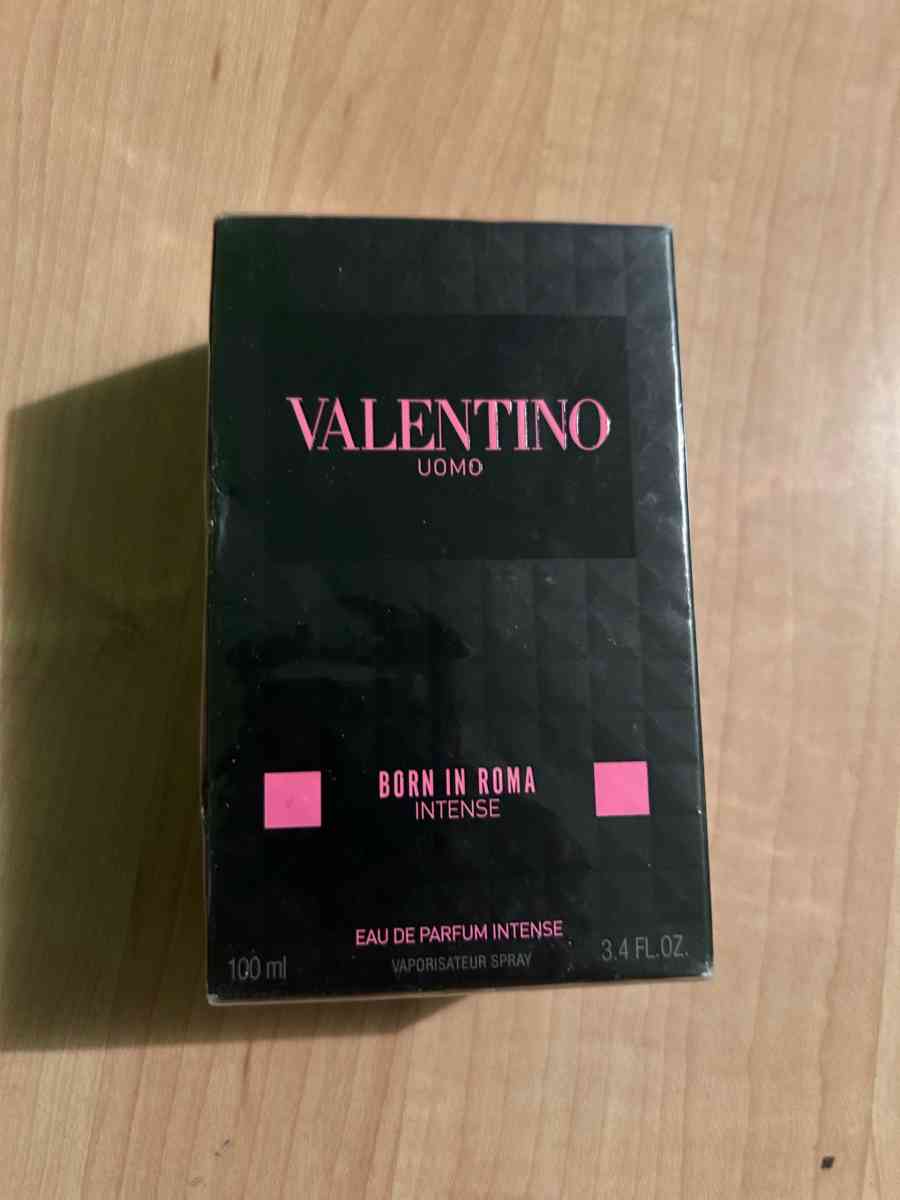 VALENTINO
UOMO
BORN IN ROMA
INTENSE
EAU DE PARFUM INTENSE
100 ml VAPORISATEUR SPRAY 3.4 FL.OZ.